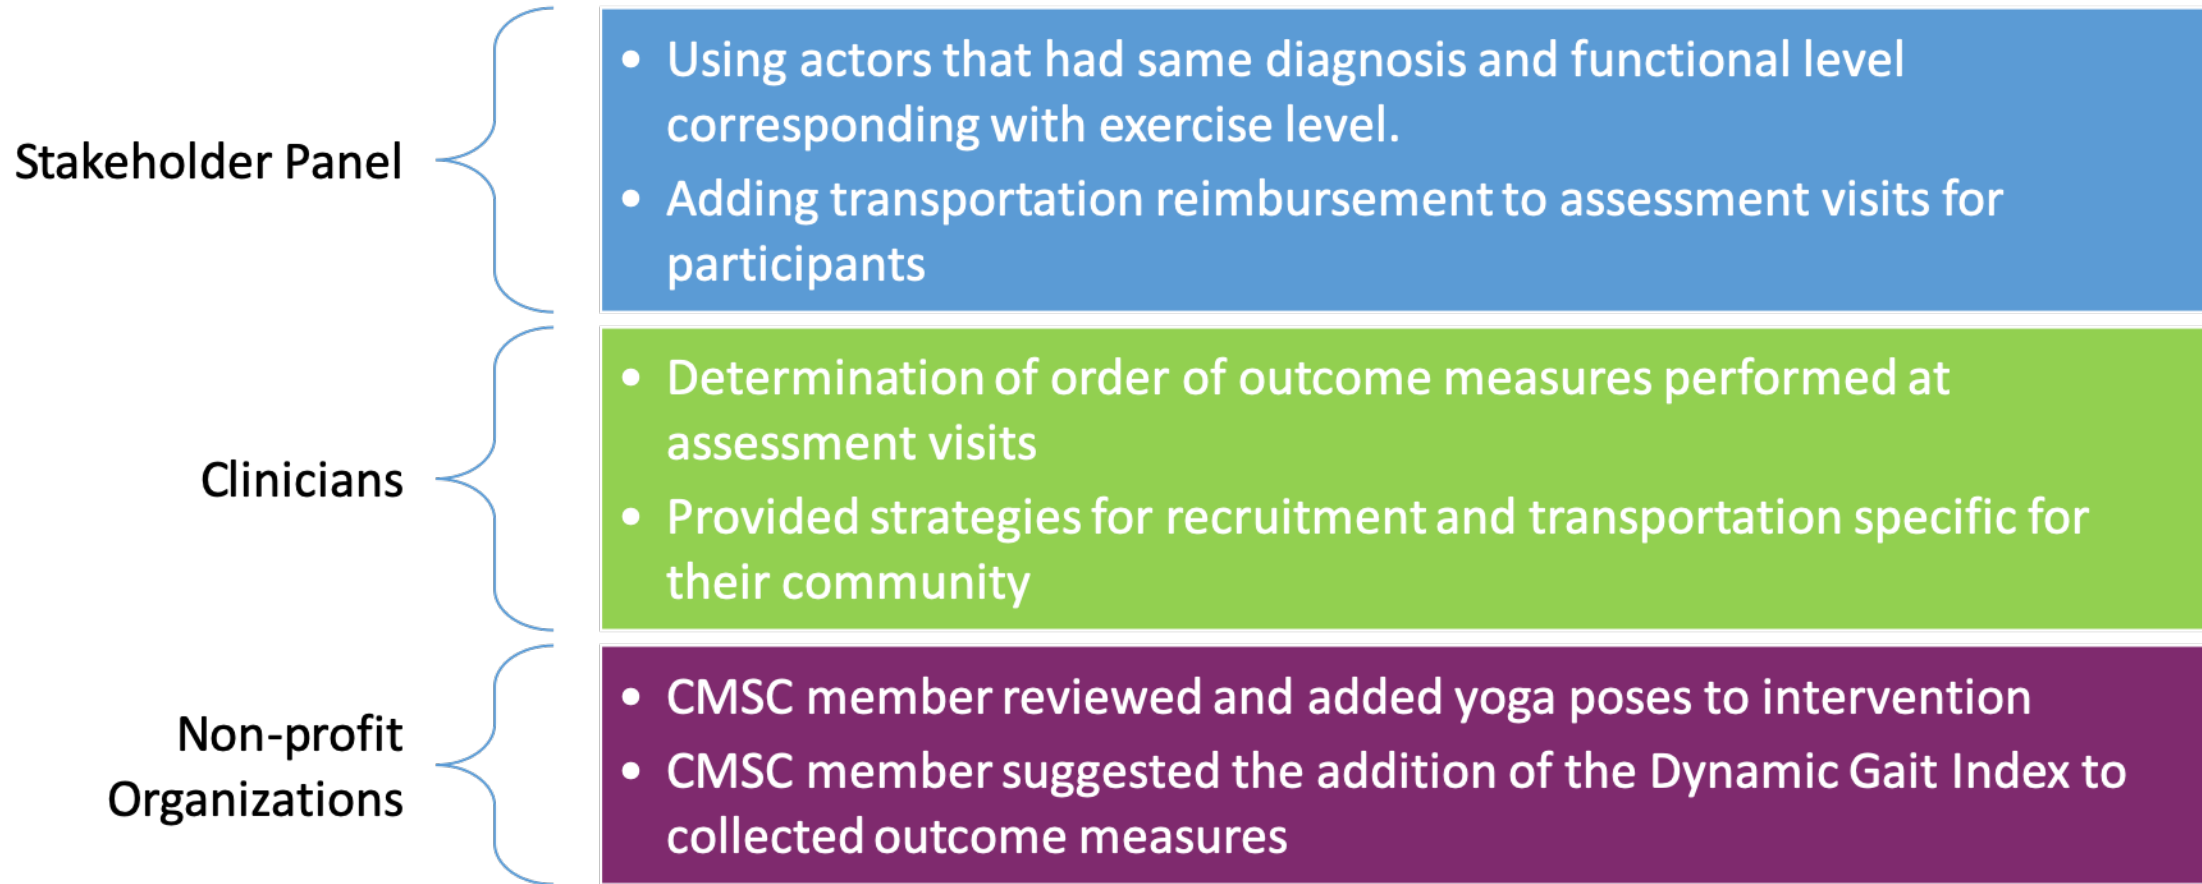 Stakeholder Panel
• Using actors that had same diagnosis and functional level
corresponding with exercise level.
• Adding transportation reimbursement to assessment visits for
participants
Clinicians
• Determination of order of outcome measures performed at
assessment visits
• Provided strategies for recruitment and transportation specific for
their community
Non-profit
Organizations
• CMSC member reviewed and added yoga poses to intervention
• CMSC member suggested the addition of the Dynamic Gait Index to
collected outcome measures